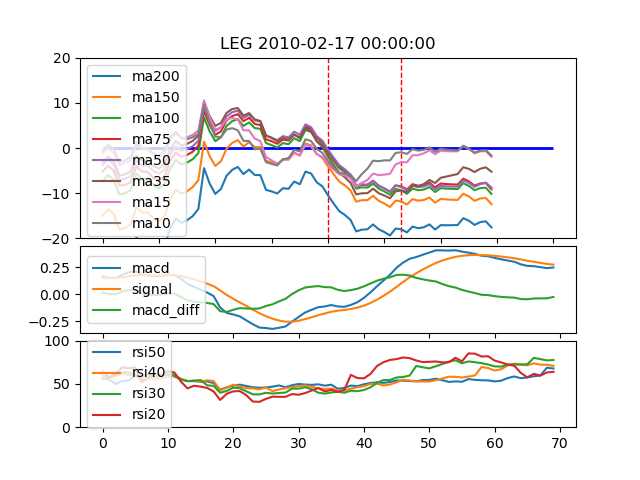 LEG 2010-02-17 00:00:00
20
10
0
−10
−20
ma200
ma150
ma100
ma75
ma50
ma35
ma15
ma10
0.25
0.00
−0.25
macd
signal
macd_diff
100
50
0
rsi50
rsi40
rsi30
rsi20
0 10 20 30 40 50 60 70